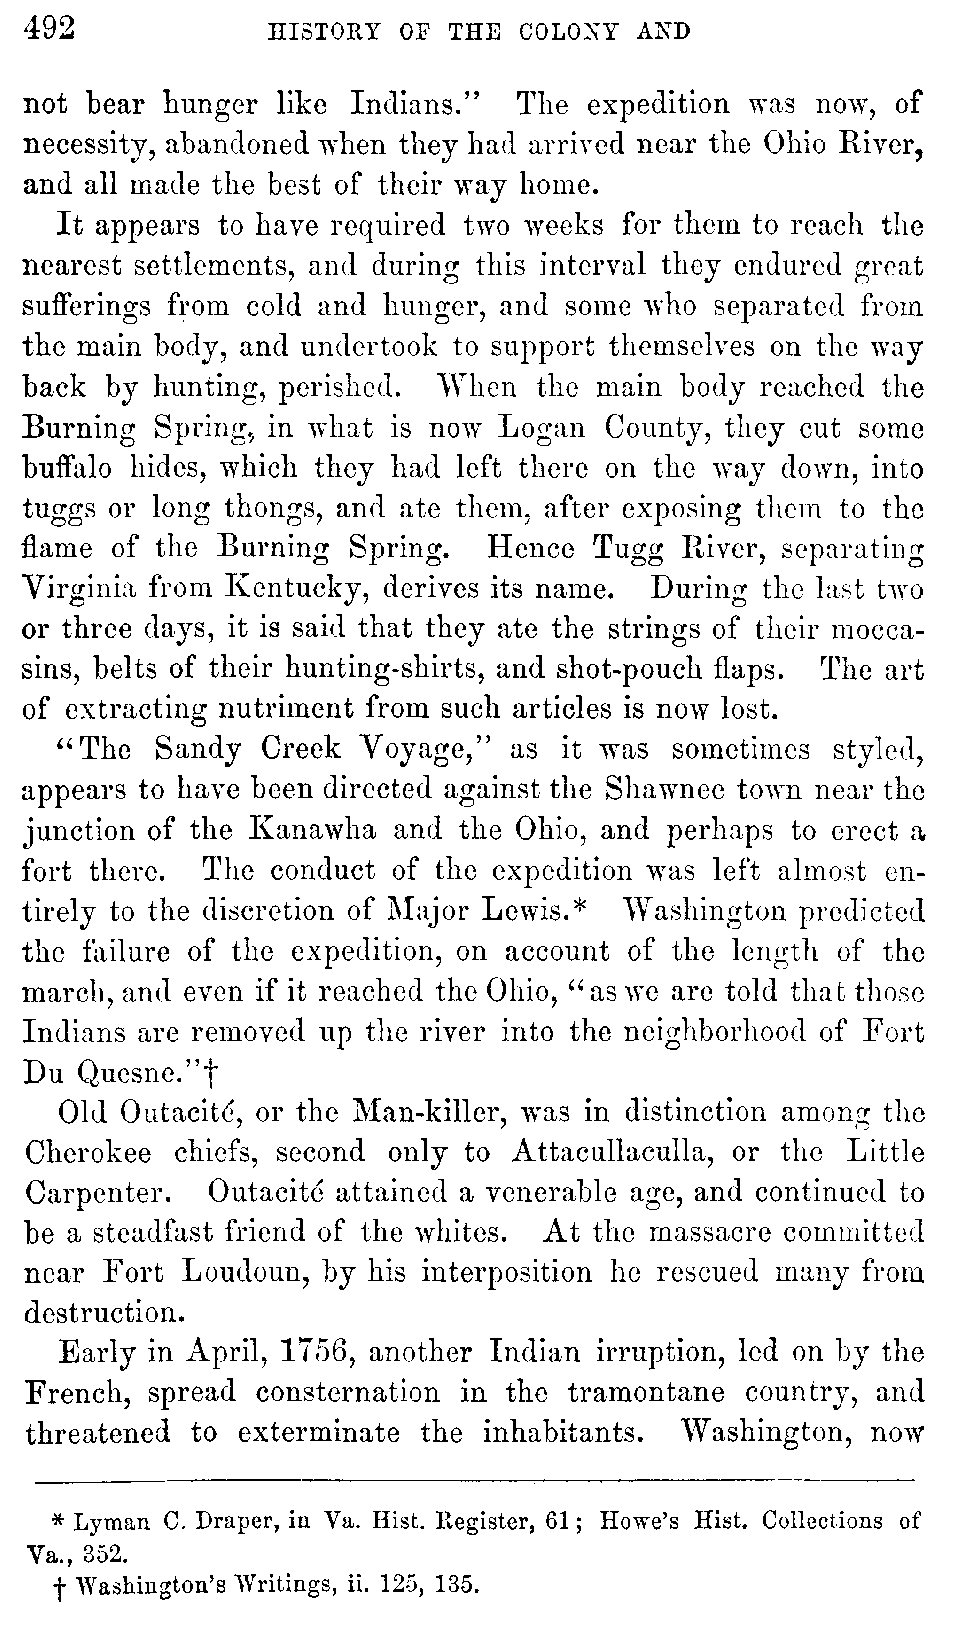 492 HISTORY OF THE COLONY AND
not bear hunger like Indians." The expedition was now, of
necessity, abandoned when they had arrived near the Ohio River,
and all made the best of their way home.
It appears to have required two weeks for them to reach the
nearest settlements, and during this interval they endured great
sufferings from cold and hunger, and some who separated from
the main body, and undertook to support themselves on the way
back by hunting, perished. When the main body reached the
Burning Spring, in what is now Logan County, they cut some
buffalo hides, which they had left there on the way down, into
tuggs or long thongs, and ate them, after exposing them to the
flame of the Burning Spring. Hence Tugg River, separating
Virginia from Kentucky, derives its name. During the last two
or three days, it is said that they ate the strings of their mocca-
sins, belts of their hunting-shirts, and shot-pouch flaps. The art
of extracting nutriment from such articles is now lost.
"The Sandy Creek Voyage," as it was sometimes styled,
appears to have been directed against the Shawnee town near the
junction of the Kanawha and the Ohio, and perhaps to erect a
fort there. The conduct of the expedition was left almost en-
tirely to the discretion of Major Lewis.* Washington predicted
the failure of the expedition, on account of the length of the
march, and even if it reached the Ohio, "as we are told that those
Indians are removed up the river into the neighborhood of Fort
Du Quesne."†
Old Outacité, or the Man-killer, was in distinction among the
Cherokee chiefs, second only to Attacullaculla, or the Little
Carpenter. Outacité attained a venerable age, and continued to
be a steadfast friend of the whites. At the massacre committed
near Fort Loudoun, by his interposition he rescued many from
destruction.
Early in April, 1756, another Indian irruption, led on by the
French, spread consternation in the tramontane country, and
threatened to exterminate the inhabitants. Washington, now
* Lyman C. Draper, in Va. Hist. Register, 61; Howe's Hist. Collections of
Va., 352.
† Washington's Writings, ii. 125, 135.